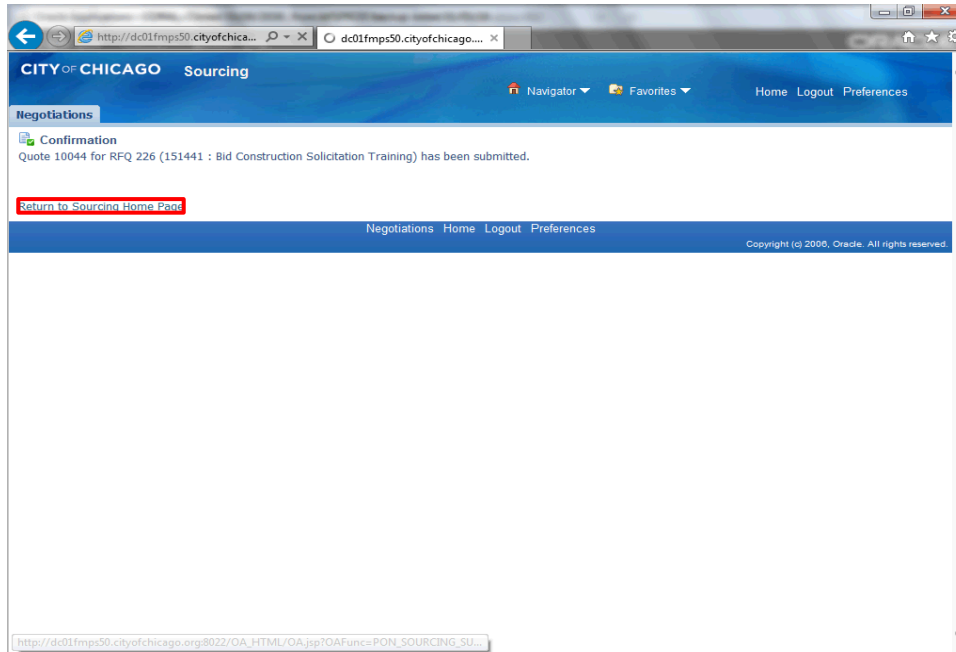 http://dc01fmps50.cityofchica...
dc01fmps50.cityofchicago....
CITY OF CHICAGO Sourcing
Navigator Favorites Home Logout Preferences
Negotiations
Confirmation
Quote 10044 for RFQ 226 (151441 : Bid Construction Solicitation Training) has been submitted.
Return to Sourcing Home Page
Negotiations Home Logout Preferences
Copyright (c) 2006, Oracle. All rights reserved.
http://dc01fmps50.cityofchicago.org:8022/OA_HTML/OA.jsp?OAFunc=PON_SOURCING_SU...